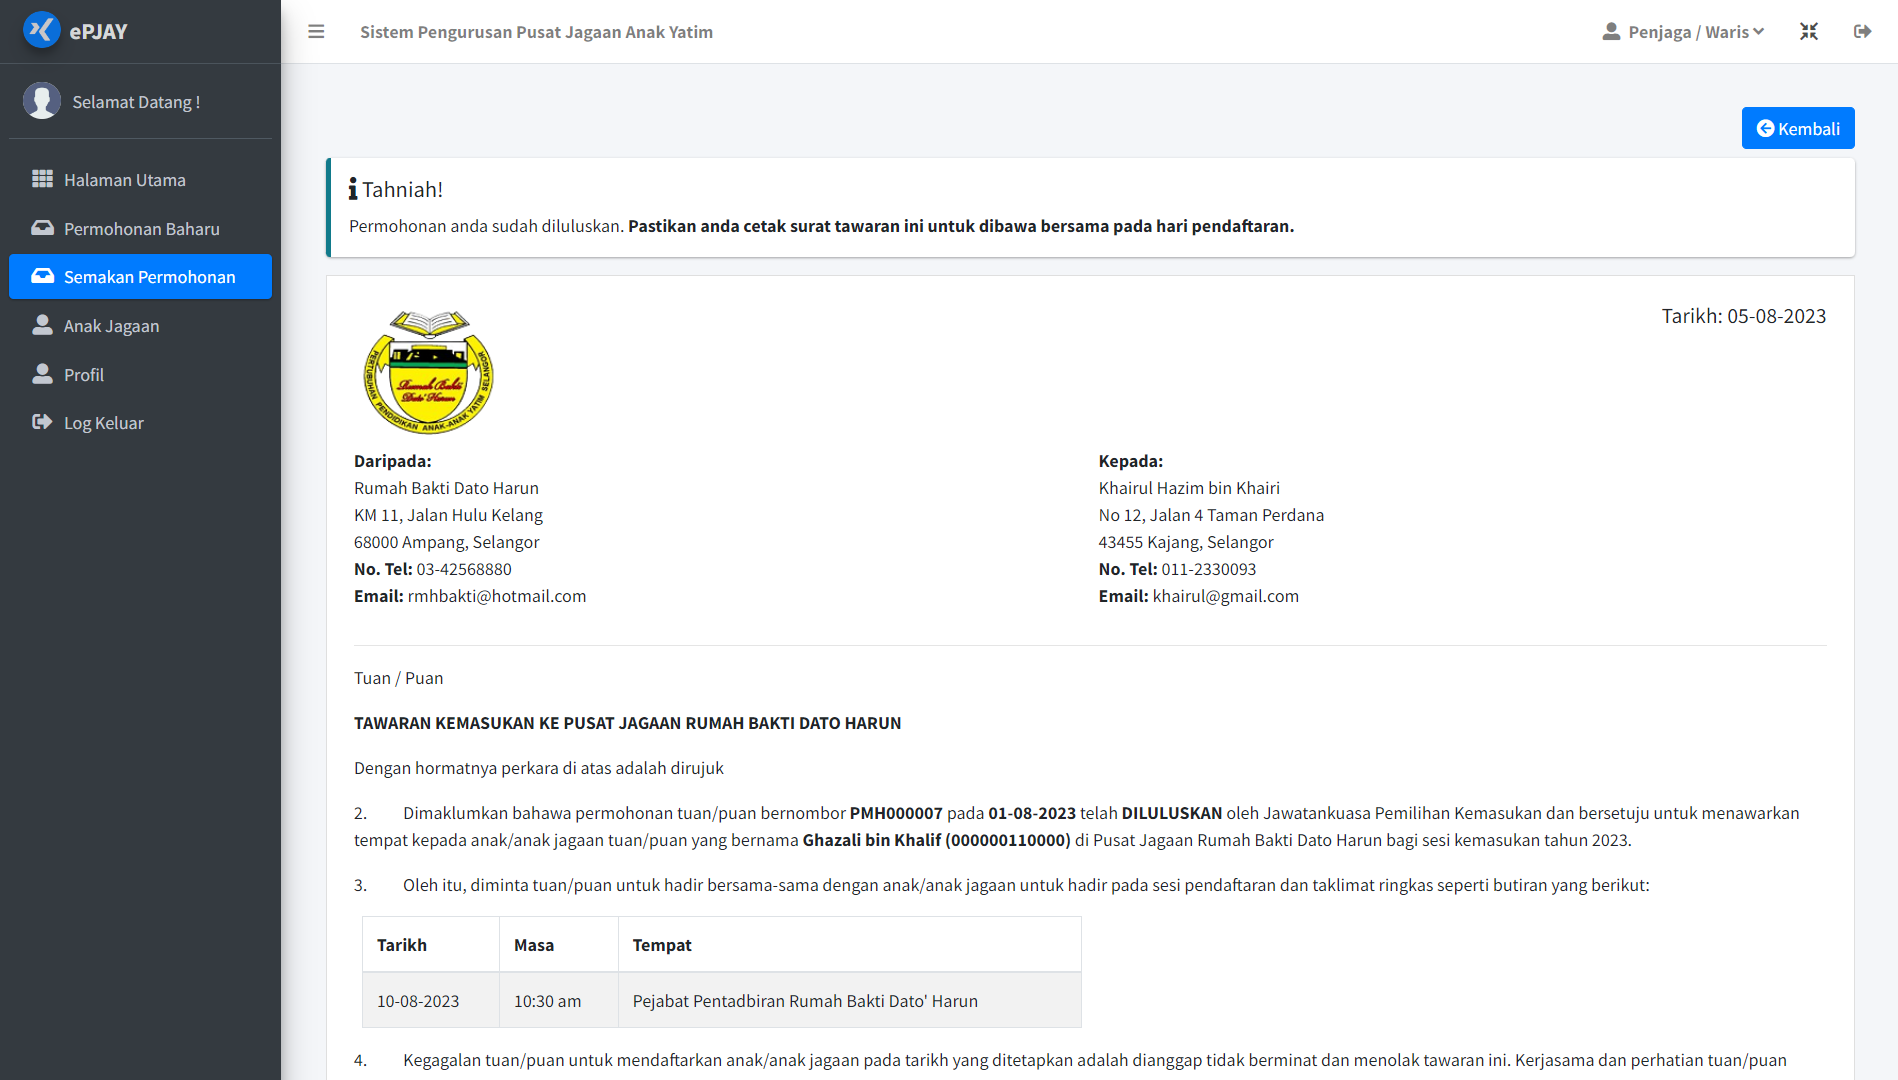 ePJAY
Sistem Pengurusan Pusat Jagaan Anak Yatim
Penjaga / Waris
Selamat Datang !
Halaman Utama
Permohonan Baharu
Semakan Permohonan
Anak Jagaan
Profil
Log Keluar
Kembali
Tahniah!
Permohonan anda sudah diluluskan. Pastikan anda cetak surat tawaran ini untuk dibawa bersama pada hari pendaftaran.
Tarikh: 05-08-2023
Rumah Bakti
Dato' Harun
PERTUBUHAN PENDIDIKAN ANAK-ANAK YATIM SELANGOR
Daripada:
Rumah Bakti Dato Harun
KM 11, Jalan Hulu Kelang
68000 Ampang, Selangor
No. Tel: 03-42568880
Email: rmhbakti@hotmail.com
Kepada:
Khairul Hazim bin Khairi
No 12, Jalan 4 Taman Perdana
43455 Kajang, Selangor
No. Tel: 011-2330093
Email: khairul@gmail.com
Tuan / Puan
TAWARAN KEMASUKAN KE PUSAT JAGAAN RUMAH BAKTI DATO HARUN
Dengan hormatnya perkara di atas adalah dirujuk
2. Dimaklumkan bahawa permohonan tuan/puan bernombor PMH000007 pada 01-08-2023 telah DILULUSKAN oleh Jawatankuasa Pemilihan Kemasukan dan bersetuju untuk menawarkan
tempat kepada anak/anak jagaan tuan/puan yang bernama Ghazali bin Khalif (000000110000) di Pusat Jagaan Rumah Bakti Dato Harun bagi sesi kemasukan tahun 2023.
3. Oleh itu, diminta tuan/puan untuk hadir bersama-sama dengan anak/anak jagaan untuk hadir pada sesi pendaftaran dan taklimat ringkas seperti butiran yang berikut:
Tarikh Masa Tempat
10-08-2023 10:30 am Pejabat Pentadbiran Rumah Bakti Dato' Harun
4. Kegagalan tuan/puan untuk mendaftarkan anak/anak jagaan pada tarikh yang ditetapkan adalah dianggap tidak berminat dan menolak tawaran ini. Kerjasama dan perhatian tuan/puan